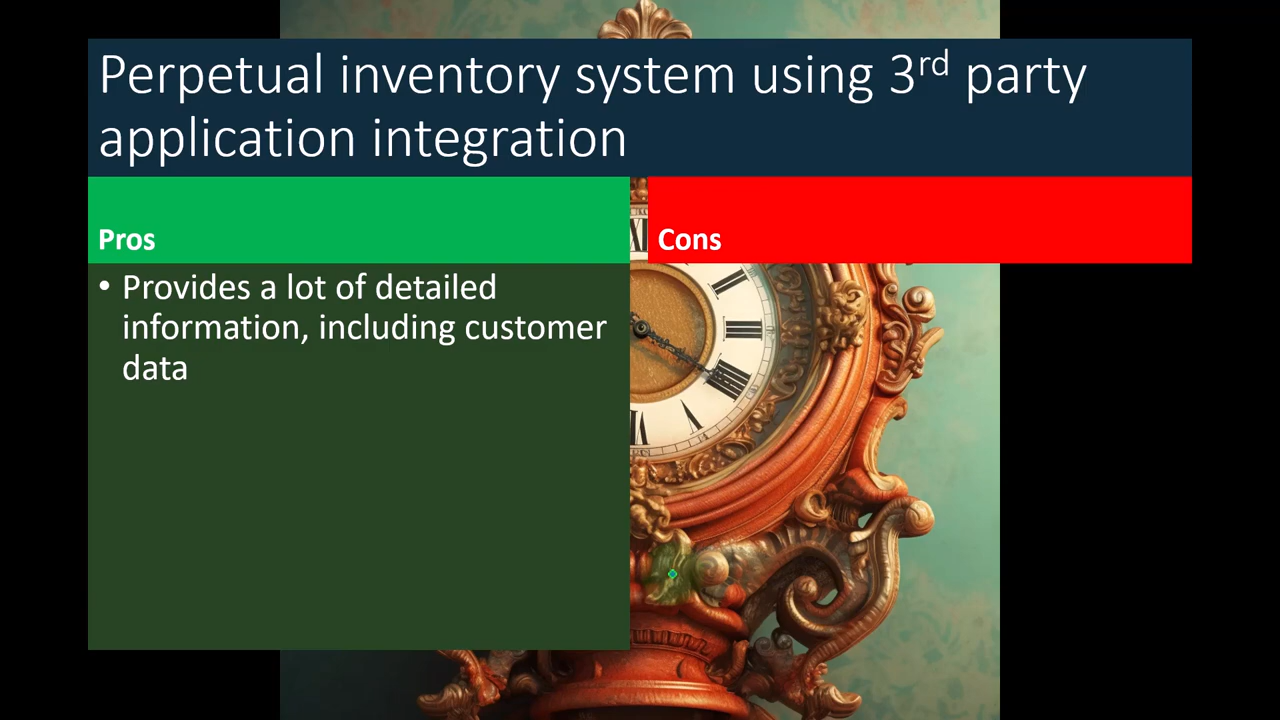 Perpetual inventory system using 3rd party
application integration
Pros
Cons
• Provides a lot of detailed
information, including customer
data